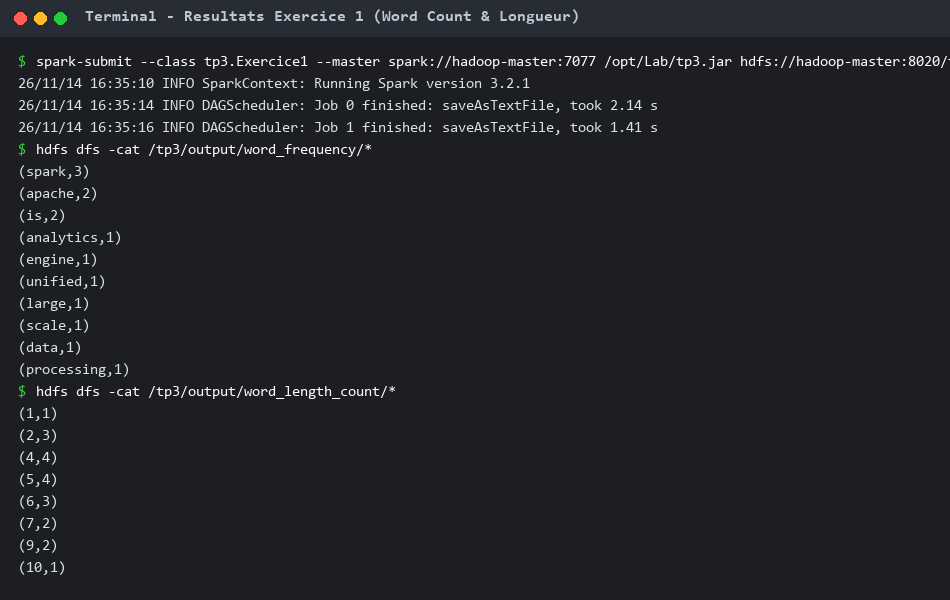 Terminal - Resultats Exercice 1 (Word Count & Longueur)
$ spark-submit --class tp3.Exercice1 --master spark://hadoop-master:7077 /opt/Lab/tp3.jar hdfs://hadoop-master:8020/
26/11/14 16:35:10 INFO SparkContext: Running Spark version 3.2.1
26/11/14 16:35:14 INFO DAGScheduler: Job 0 finished: saveAsTextFile, took 2.14 s
26/11/14 16:35:16 INFO DAGScheduler: Job 1 finished: saveAsTextFile, took 1.41 s
$ hdfs dfs -cat /tp3/output/word_frequency/*
(spark,3)
(apache,2)
(is,2)
(analytics,1)
(engine,1)
(unified,1)
(large,1)
(scale,1)
(data,1)
(processing,1)
$ hdfs dfs -cat /tp3/output/word_length_count/*
(1,1)
(2,3)
(4,4)
(5,4)
(6,3)
(7,2)
(9,2)
(10,1)